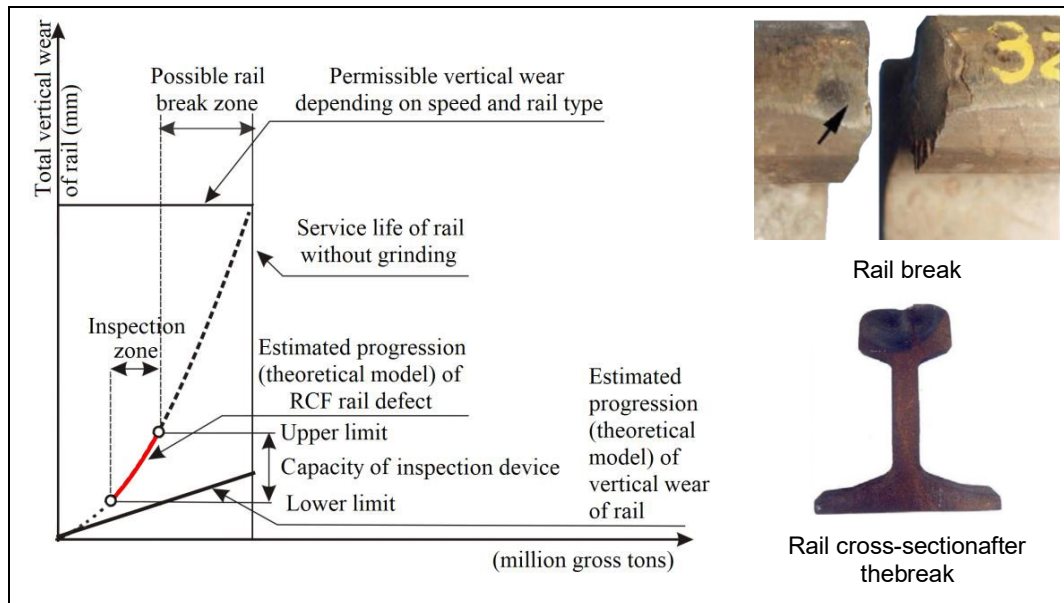 Total vertical wear
of rail (mm)
Possible rail
break zone
Permissible vertical wear
depending on speed and rail type
Service life of rail
without grinding
Inspection
zone
Estimated progression
(theoretical model) of
RCF rail defect
Upper limit
Capacity of inspection device
Lower limit
Estimated
progression
(theoretical
model) of
vertical wear
of rail
(million gross tons)
Rail break
Rail cross-sectionafter
thebreak